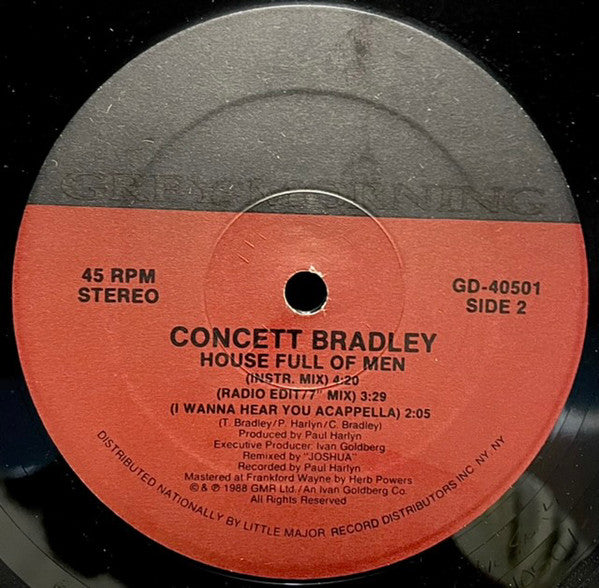 GREY MORNING
45 RPM
STEREO
GD-40501
SIDE 2
CONCETT BRADLEY
HOUSE FULL OF MEN
(INSTR. MIX) 4:20
(RADIO EDIT/7" MIX) 3:29
(I WANNA HEAR YOU ACAPPELLA) 2:05
(T. Bradley/P. Harlyn/C. Bradley)
Produced by Paul Harlyn
Executive Producer: Ivan Goldberg
Remixed by "JOSHUA"
Recorded by Paul Harlyn
Mastered at Frankford Wayne by Herb Powers
© & ℗ 1988 GMR Ltd./An Ivan Goldberg Co.
All Rights Reserved
DISTRIBUTED NATIONALLY BY LITTLE MAJOR RECORD DISTRIBUTORS INC NY, NY